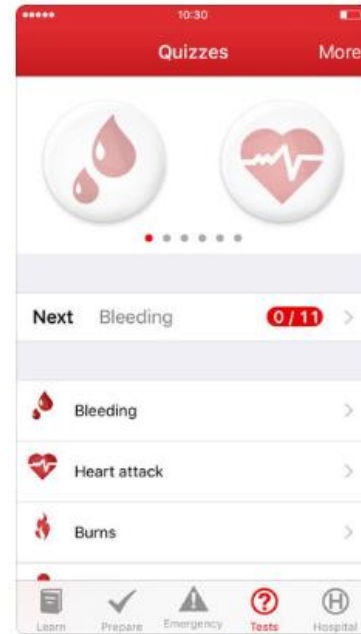 10:30
Quizzes More
Next Bleeding 0/11
Bleeding
Heart attack
Burns
Learn Prepare Emergency Tests Hospital